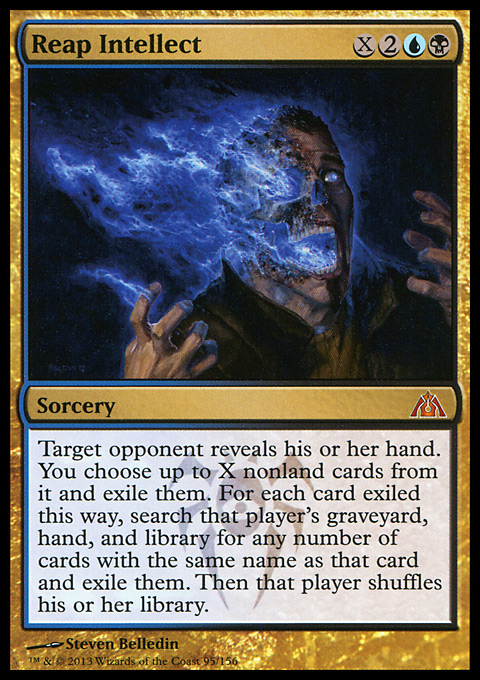 Reap Intellect
X 2
Sorcery
Target opponent reveals his or her hand.
You choose up to X nonland cards from
it and exile them. For each card exiled
this way, search that player's graveyard,
hand, and library for any number of
cards with the same name as that card
and exile them. Then that player shuffles
his or her library.
Steven Belledin
™ & © 2013 Wizards of the Coast 95/156